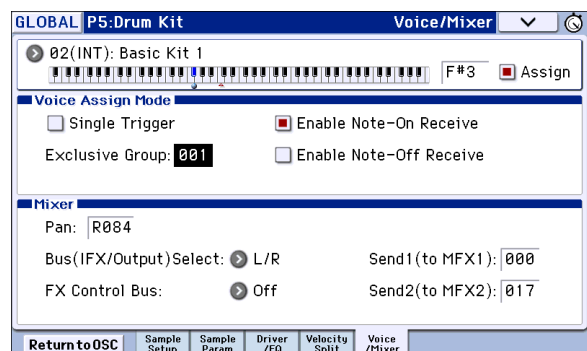 GLOBAL P5:Drum Kit Voice/Mixer
02(INT): Basic Kit 1
F#3 Assign
Voice Assign Mode
Single Trigger Enable Note-On Receive
Exclusive Group: 001 Enable Note-Off Receive
Mixer
Pan: R084
Bus(IFX/Output)Select: L/R Send1(to MFX1): 000
FX Control Bus: Off Send2(to MFX2): 017
Return to OSC Sample Setup Sample Param Driver /EQ Velocity Split Voice /Mixer